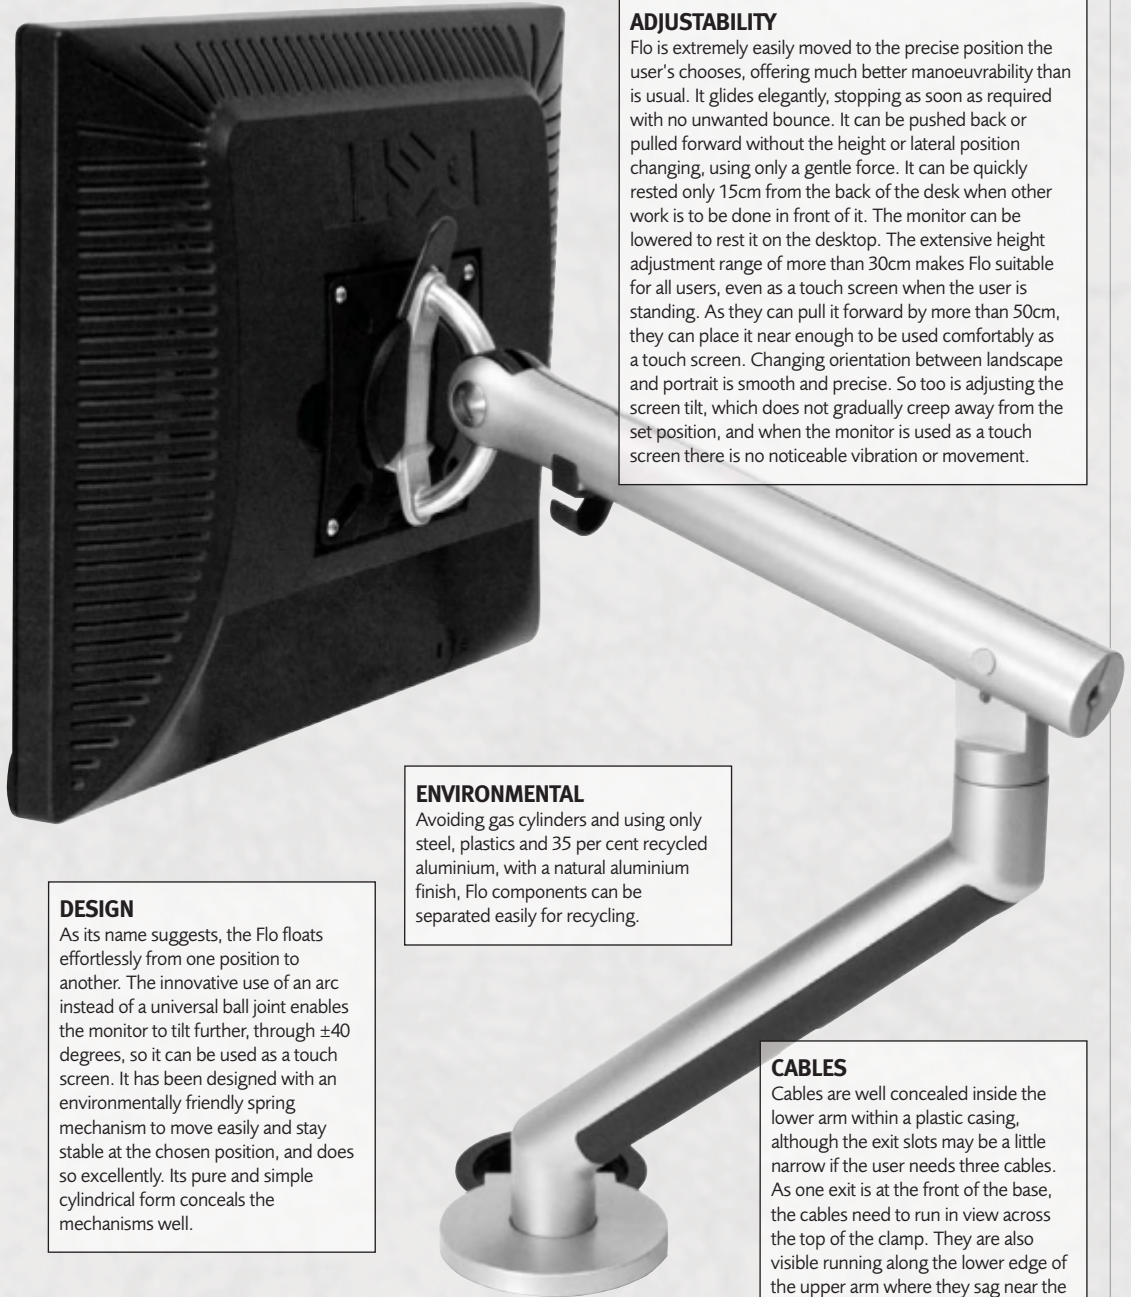 ADJUSTABILITY
Flo is extremely easily moved to the precise position the
user's chooses, offering much better manoeuvrability than
is usual. It glides elegantly, stopping as soon as required
with no unwanted bounce. It can be pushed back or
pulled forward without the height or lateral position
changing, using only a gentle force. It can be quickly
rested only 15cm from the back of the desk when other
work is to be done in front of it. The monitor can be
lowered to rest it on the desktop. The extensive height
adjustment range of more than 30cm makes Flo suitable
for all users, even as a touch screen when the user is
standing. As they can pull it forward by more than 50cm,
they can place it near enough to be used comfortably as
a touch screen. Changing orientation between landscape
and portrait is smooth and precise. So too is adjusting the
screen tilt, which does not gradually creep away from the
set position, and when the monitor is used as a touch
screen there is no noticeable vibration or movement.
ENVIRONMENTAL
Avoiding gas cylinders and using only
steel, plastics and 35 per cent recycled
aluminium, with a natural aluminium
finish, Flo components can be
separated easily for recycling.
DESIGN
As its name suggests, the Flo floats
effortlessly from one position to
another. The innovative use of an arc
instead of a universal ball joint enables
the monitor to tilt further, through ±40
degrees, so it can be used as a touch
screen. It has been designed with an
environmentally friendly spring
mechanism to move easily and stay
stable at the chosen position, and does
so excellently. Its pure and simple
cylindrical form conceals the
mechanisms well.
CABLES
Cables are well concealed inside the
lower arm within a plastic casing,
although the exit slots may be a little
narrow if the user needs three cables.
As one exit is at the front of the base,
the cables need to run in view across
the top of the clamp. They are also
visible running along the lower edge of
the upper arm where they sag near the